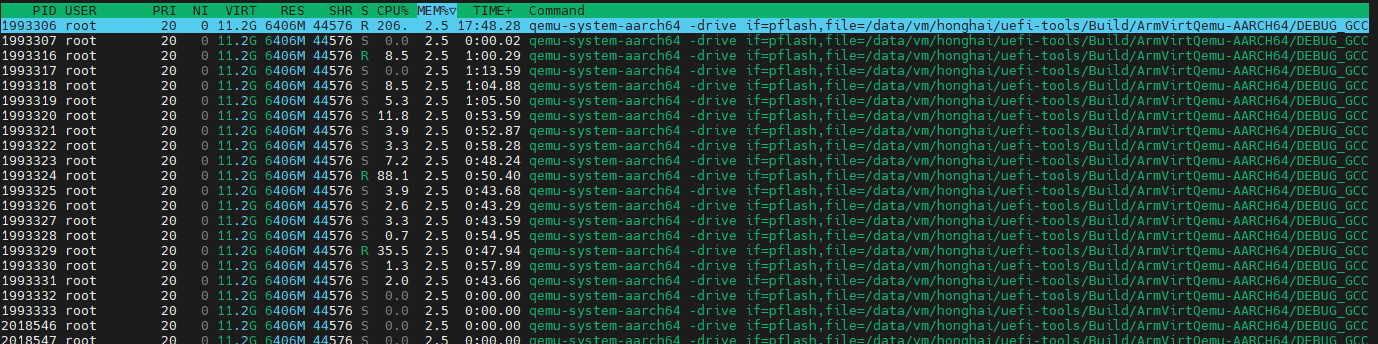 PID USER PRI NI VIRT RES SHR S CPU% MEM%▽ TIME+ Command
1993306 root 20 0 11.2G 6406M 44576 R 206. 2.5 17:48.28 qemu-system-aarch64 -drive if=pflash,file=/data/vm/honghai/uefi-tools/Build/ArmVirtQemu-AARCH64/DEBUG_GCC
1993307 root 20 0 11.2G 6406M 44576 S 0.0 2.5 0:00.02 qemu-system-aarch64 -drive if=pflash,file=/data/vm/honghai/uefi-tools/Build/ArmVirtQemu-AARCH64/DEBUG_GCC
1993316 root 20 0 11.2G 6406M 44576 R 8.5 2.5 1:00.29 qemu-system-aarch64 -drive if=pflash,file=/data/vm/honghai/uefi-tools/Build/ArmVirtQemu-AARCH64/DEBUG_GCC
1993317 root 20 0 11.2G 6406M 44576 S 0.0 2.5 1:13.59 qemu-system-aarch64 -drive if=pflash,file=/data/vm/honghai/uefi-tools/Build/ArmVirtQemu-AARCH64/DEBUG_GCC
1993318 root 20 0 11.2G 6406M 44576 S 8.5 2.5 1:04.88 qemu-system-aarch64 -drive if=pflash,file=/data/vm/honghai/uefi-tools/Build/ArmVirtQemu-AARCH64/DEBUG_GCC
1993319 root 20 0 11.2G 6406M 44576 S 5.3 2.5 1:05.50 qemu-system-aarch64 -drive if=pflash,file=/data/vm/honghai/uefi-tools/Build/ArmVirtQemu-AARCH64/DEBUG_GCC
1993320 root 20 0 11.2G 6406M 44576 S 11.8 2.5 0:53.59 qemu-system-aarch64 -drive if=pflash,file=/data/vm/honghai/uefi-tools/Build/ArmVirtQemu-AARCH64/DEBUG_GCC
1993321 root 20 0 11.2G 6406M 44576 S 3.9 2.5 0:52.87 qemu-system-aarch64 -drive if=pflash,file=/data/vm/honghai/uefi-tools/Build/ArmVirtQemu-AARCH64/DEBUG_GCC
1993322 root 20 0 11.2G 6406M 44576 S 3.3 2.5 0:58.28 qemu-system-aarch64 -drive if=pflash,file=/data/vm/honghai/uefi-tools/Build/ArmVirtQemu-AARCH64/DEBUG_GCC
1993323 root 20 0 11.2G 6406M 44576 S 7.2 2.5 0:48.24 qemu-system-aarch64 -drive if=pflash,file=/data/vm/honghai/uefi-tools/Build/ArmVirtQemu-AARCH64/DEBUG_GCC
1993324 root 20 0 11.2G 6406M 44576 R 88.1 2.5 0:50.40 qemu-system-aarch64 -drive if=pflash,file=/data/vm/honghai/uefi-tools/Build/ArmVirtQemu-AARCH64/DEBUG_GCC
1993325 root 20 0 11.2G 6406M 44576 S 3.9 2.5 0:43.68 qemu-system-aarch64 -drive if=pflash,file=/data/vm/honghai/uefi-tools/Build/ArmVirtQemu-AARCH64/DEBUG_GCC
1993326 root 20 0 11.2G 6406M 44576 S 2.6 2.5 0:43.29 qemu-system-aarch64 -drive if=pflash,file=/data/vm/honghai/uefi-tools/Build/ArmVirtQemu-AARCH64/DEBUG_GCC
1993327 root 20 0 11.2G 6406M 44576 S 3.3 2.5 0:43.59 qemu-system-aarch64 -drive if=pflash,file=/data/vm/honghai/uefi-tools/Build/ArmVirtQemu-AARCH64/DEBUG_GCC
1993328 root 20 0 11.2G 6406M 44576 S 0.7 2.5 0:54.95 qemu-system-aarch64 -drive if=pflash,file=/data/vm/honghai/uefi-tools/Build/ArmVirtQemu-AARCH64/DEBUG_GCC
1993329 root 20 0 11.2G 6406M 44576 R 35.5 2.5 0:47.94 qemu-system-aarch64 -drive if=pflash,file=/data/vm/honghai/uefi-tools/Build/ArmVirtQemu-AARCH64/DEBUG_GCC
1993330 root 20 0 11.2G 6406M 44576 S 1.3 2.5 0:57.89 qemu-system-aarch64 -drive if=pflash,file=/data/vm/honghai/uefi-tools/Build/ArmVirtQemu-AARCH64/DEBUG_GCC
1993331 root 20 0 11.2G 6406M 44576 S 2.0 2.5 0:43.66 qemu-system-aarch64 -drive if=pflash,file=/data/vm/honghai/uefi-tools/Build/ArmVirtQemu-AARCH64/DEBUG_GCC
1993332 root 20 0 11.2G 6406M 44576 S 0.0 2.5 0:00.00 qemu-system-aarch64 -drive if=pflash,file=/data/vm/honghai/uefi-tools/Build/ArmVirtQemu-AARCH64/DEBUG_GCC
1993333 root 20 0 11.2G 6406M 44576 S 0.0 2.5 0:00.00 qemu-system-aarch64 -drive if=pflash,file=/data/vm/honghai/uefi-tools/Build/ArmVirtQemu-AARCH64/DEBUG_GCC
2018546 root 20 0 11.2G 6406M 44576 S 0.0 2.5 0:00.00 qemu-system-aarch64 -drive if=pflash,file=/data/vm/honghai/uefi-tools/Build/ArmVirtQemu-AARCH64/DEBUG_GCC
2018547 root 20 0 11.2G 6406M 44576 S 0.0 2.5 0:00.00 qemu-system-aarch64 -drive if=pflash,file=/data/vm/honghai/uefi-tools/Build/ArmVirtQemu-AARCH64/DEBUG_GCC